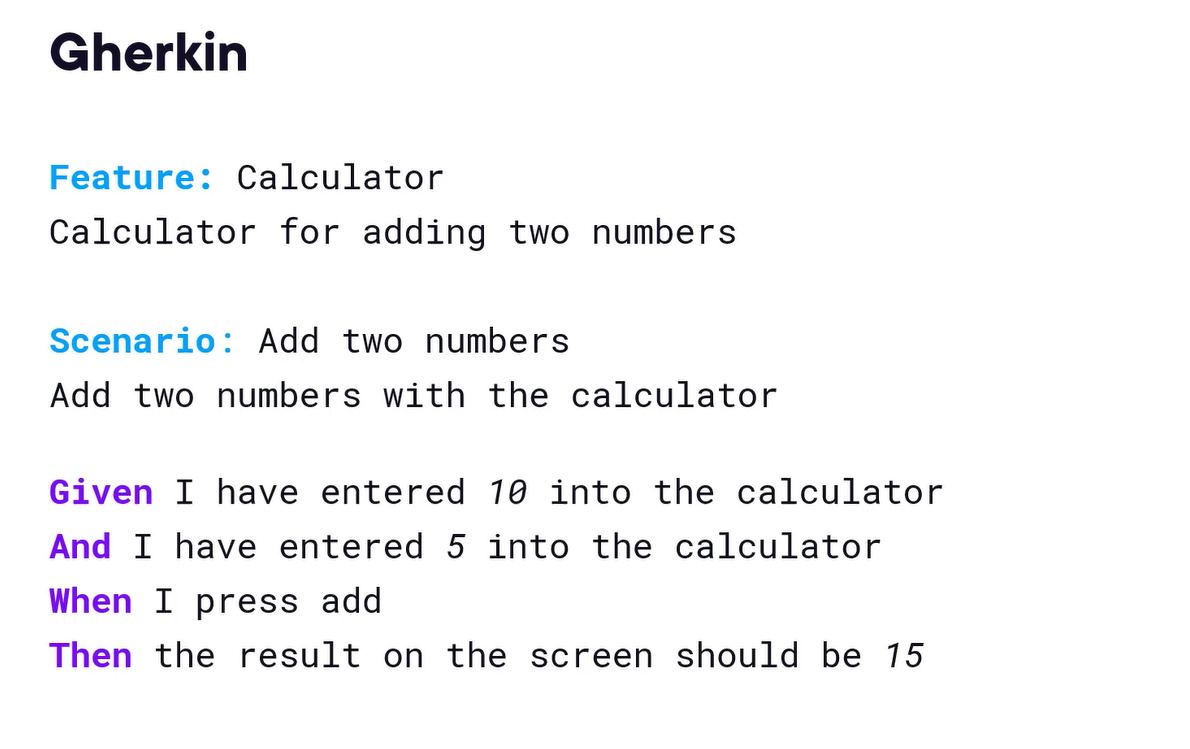 Gherkin
Feature: Calculator
Calculator for adding two numbers
Scenario: Add two numbers
Add two numbers with the calculator
Given I have entered 10 into the calculator
And I have entered 5 into the calculator
When I press add
Then the result on the screen should be 15